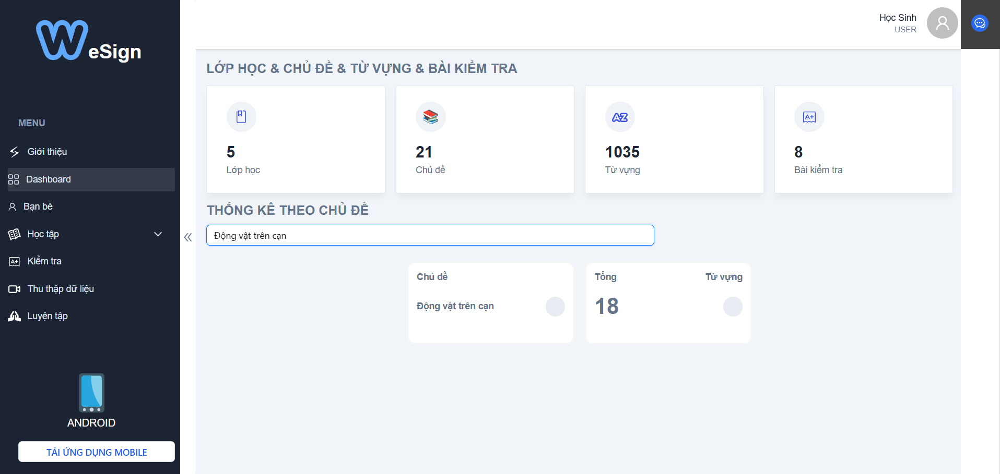 WeSign
MENU
Giới thiệu
Dashboard
Bạn bè
Học tập
Kiểm tra
Thu thập dữ liệu
Luyện tập
ANDROID
TẢI ỨNG DỤNG MOBILE
Học Sinh
USER
LỚP HỌC & CHỦ ĐỀ & TỪ VỰNG & BÀI KIỂM TRA
5
Lớp học
21
Chủ đề
AZ
1035
Từ vựng
A+
8
Bài kiểm tra
THỐNG KÊ THEO CHỦ ĐỀ
Động vật trên cạn
Chủ đề
Động vật trên cạn
Tổng Từ vựng
18